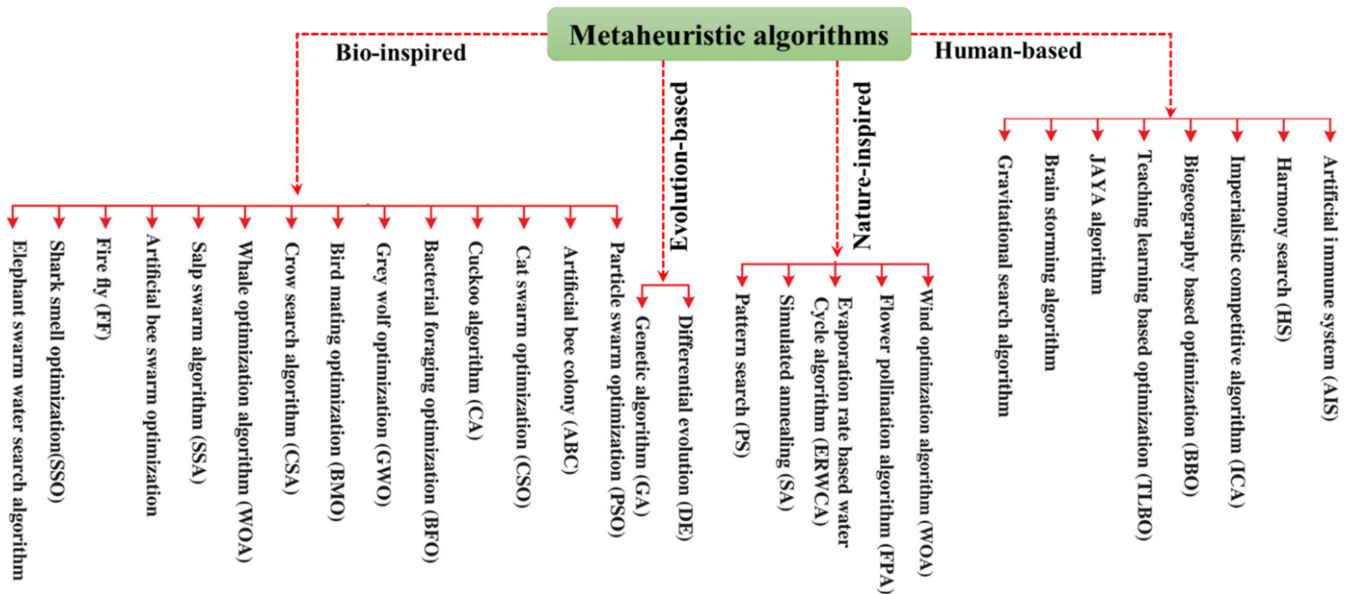 Metaheuristic algorithms
Bio-inspired
Evolution-based
Nature-inspired
Human-based
Elephant swarm water search algorithm
Shark smell optimization(SSO)
Fire fly (FF)
Artificial bee swarm optimization
Salp swarm algorithm (SSA)
Whale optimization algorithm (WOA)
Crow search algorithm (CSA)
Bird mating optimization (BMO)
Grey wolf optimization (GWO)
Bacterial foraging optimization (BFO)
Cuckoo algorithm (CA)
Cat swarm optimization (CSO)
Artificial bee colony (ABC)
Particle swarm optimization (PSO)
Genetic algorithm (GA)
Differential evolution (DE)
Pattern search (PS)
Simulated annealing (SA)
Evaporation rate based water
Cycle algorithm (ERWCA)
Flower pollination algorithm (FPA)
Wind optimization algorithm (WOA)
Gravitational search algorithm
Brain storming algorithm
JAYA algorithm
Teaching learning based optimization (TLBO)
Biogeography based optimization (BBO)
Imperialistic competitive algorithm (ICA)
Harmony search (HS)
Artificial immune system (AIS)